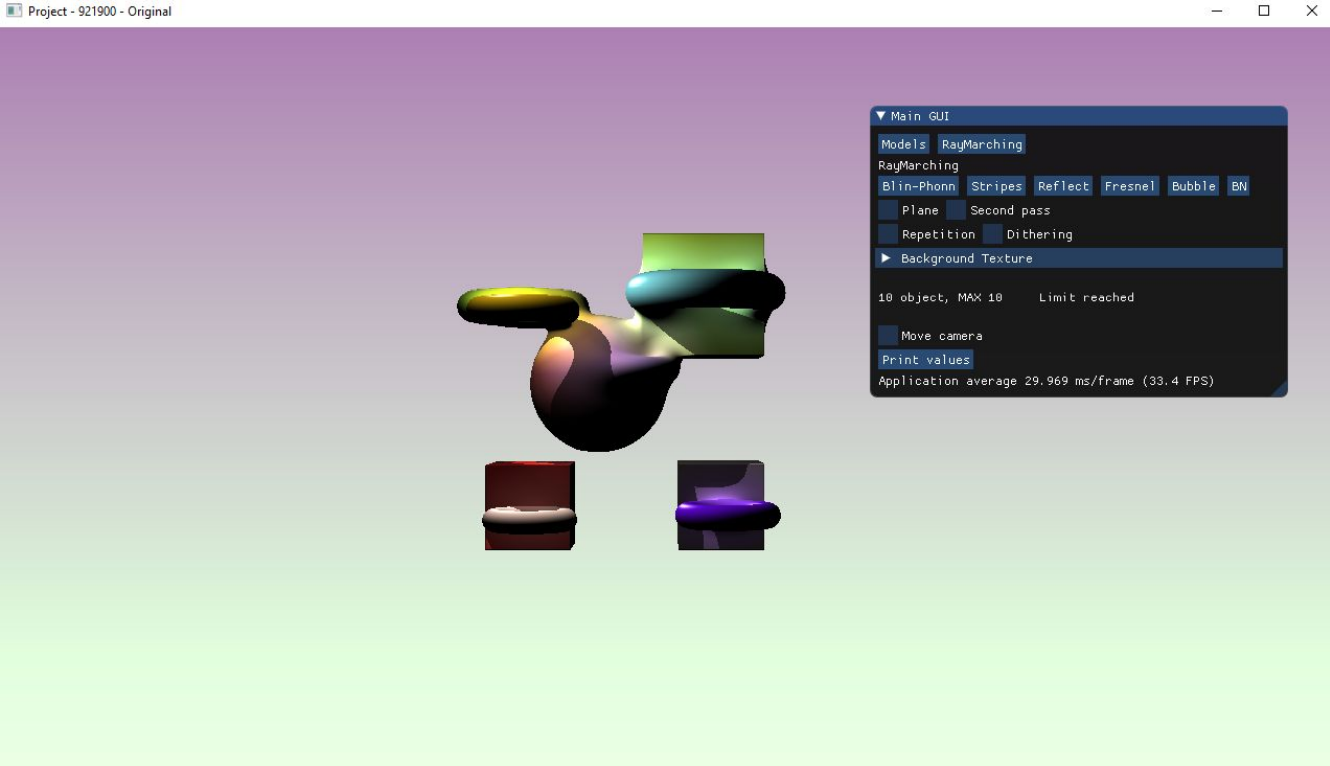 Project - 921900 - Original
Main GUI
Models RayMarching
RayMarching
Blin-Phonn Stripes Reflect Fresnel Bubble BN
Plane Second pass
Repetition Dithering
Background Texture
10 object, MAX 10 Limit reached
Move camera
Print values
Application average 29.969 ms/frame (33.4 FPS)